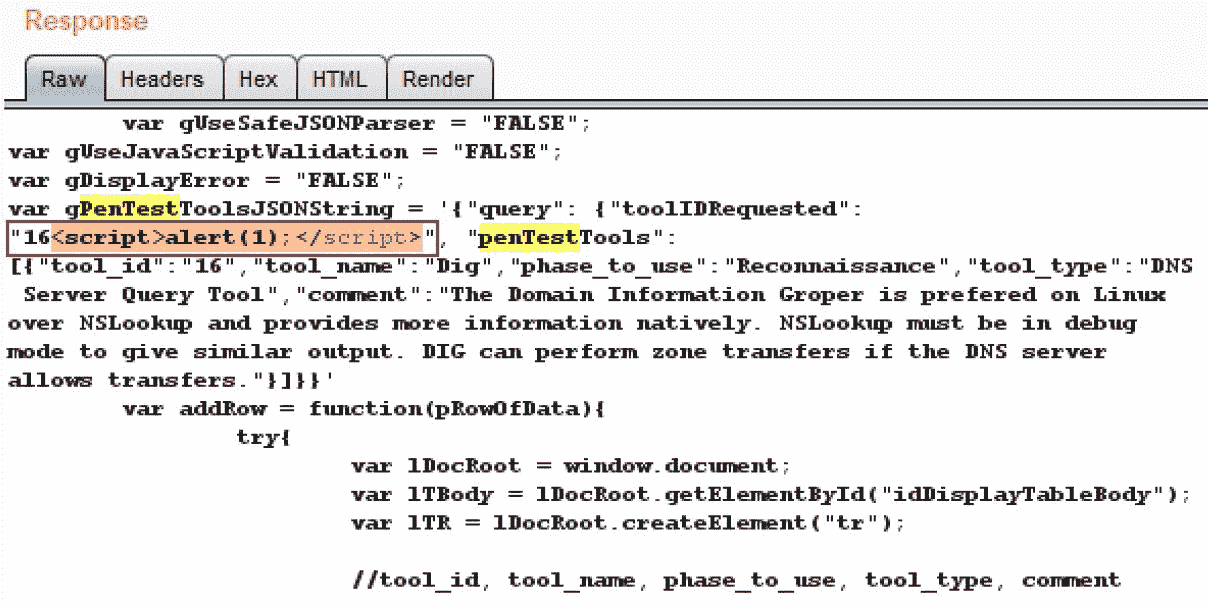 Response
Raw Headers Hex HTML Render
var gUseSafeJSONParser = "FALSE";
var gUseJavaScriptValidation = "FALSE";
var gDisplayError = "FALSE";
var gPenTestToolsJSONString = '{"query": {"toolIDRequested":
"16<script>alert(1);</script>", "penTestTools":
[{"tool_id":"16","tool_name":"Dig","phase_to_use":"Reconnaissance","tool_type":"DNS
Server Query Tool","comment":"The Domain Information Groper is prefered on Linux
over NSLookup and provides more information natively. NSLookup must be in debug
mode to give similar output. DIG can perform zone transfers if the DNS server
allows transfers."}]}}'
var addRow = function(pRowOfData){
try{
var lDocRoot = window.document;
var lTBody = lDocRoot.getElementById("idDisplayTableBody");
var lTR = lDocRoot.createElement("tr");
//tool_id, tool_name, phase_to_use, tool_type, comment